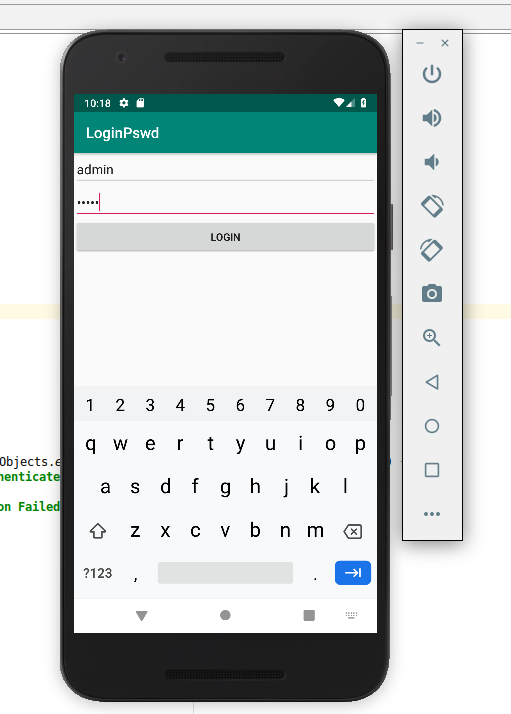 10:18
LoginPswd
admin
•••••
LOGIN
1 2 3 4 5 6 7 8 9 0
q w e r t y u i o p
a s d f g h j k l
z x c v b n m
?123 , .
Objects.e
nenticate
on Failed